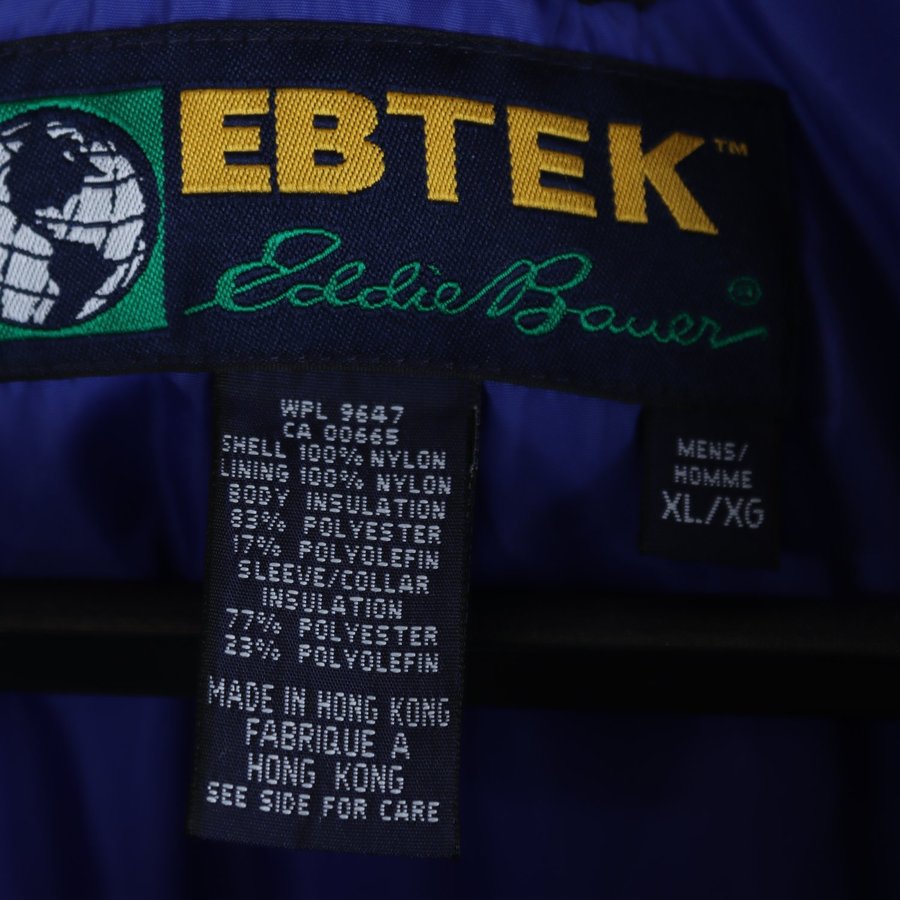 EBTEK™
Eddie Bauer®
WPL 9647
CA 00665
SHELL 100% NYLON
LINING 100% NYLON
BODY INSULATION
83% POLYESTER
17% POLYOLEFIN
SLEEVE/COLLAR
INSULATION
77% POLYESTER
23% POLYOLEFIN
MADE IN HONG KONG
FABRIQUE A
HONG KONG
SEE SIDE FOR CARE
MENS/
HOMME
XL/XG